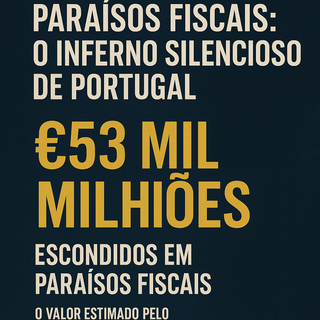 PARAÍSOS FISCAIS:
O INFERNO SILENCIOSO
DE PORTUGAL
€53 MIL
MILHIÕES
ESCONDIDOS EM
PARAÍSOS FISCAIS
O VALOR ESTIMADO PELO